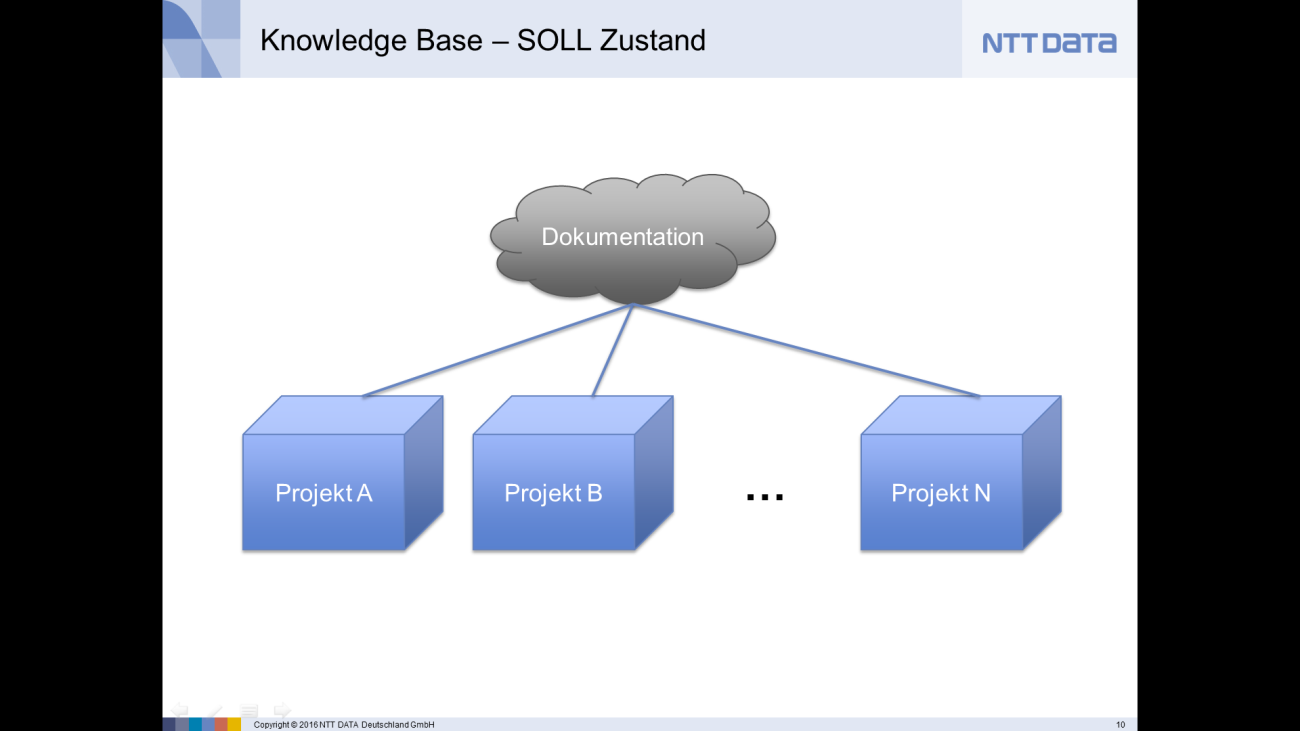 Knowledge Base – SOLL Zustand
NTT DATA
Dokumentation
Projekt A
Projekt B
...
Projekt N
Copyright © 2016 NTT DATA Deutschland GmbH
10